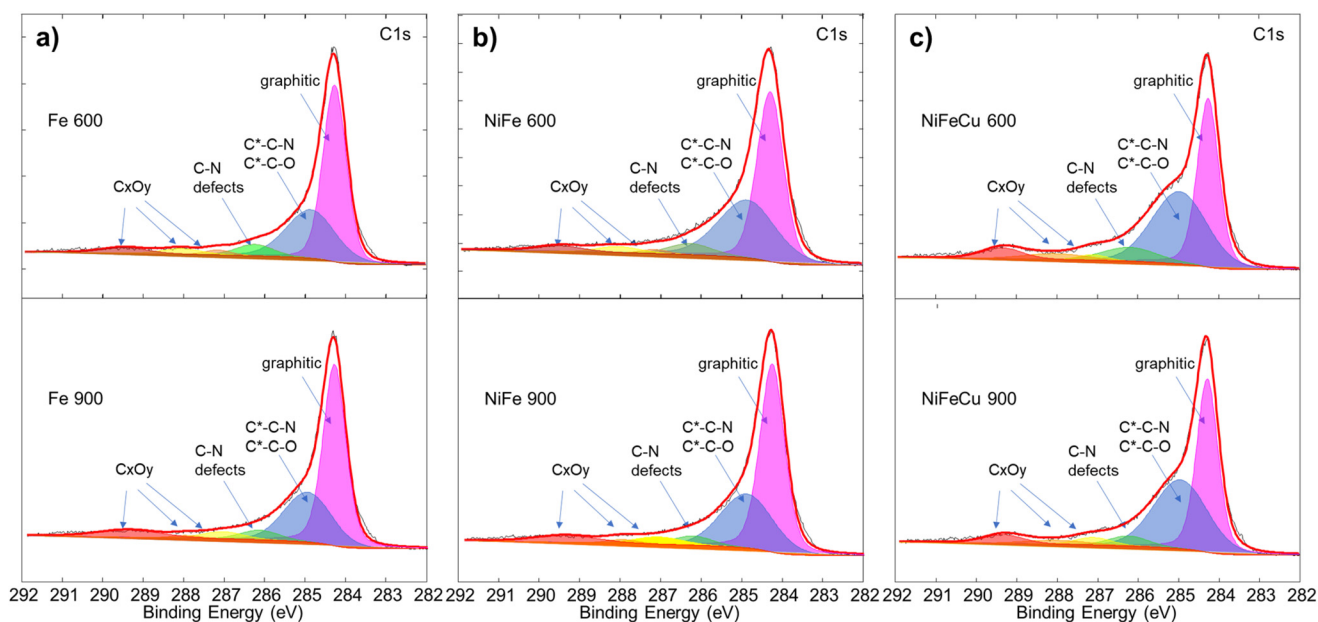 a)
C1s
graphitic
Fe 600
C*-C-N
C*-C-O
C-N
defects
CxOy
b)
C1s
graphitic
NiFe 600
C*-C-N
C*-C-O
C-N
defects
CxOy
c)
C1s
graphitic
NiFeCu 600
C*-C-N
C*-C-O
C-N
defects
CxOy
graphitic
Fe 900
C*-C-N
C*-C-O
C-N
defects
CxOy
graphitic
NiFe 900
C*-C-N
C*-C-O
C-N
defects
CxOy
graphitic
NiFeCu 900
C*-C-N
C*-C-O
C-N
defects
CxOy
292 291 290 289 288 287 286 285 284 283 282
Binding Energy (eV)
292 291 290 289 288 287 286 285 284 283 282
Binding Energy (eV)
292 291 290 289 288 287 286 285 284 283 282
Binding Energy (eV)